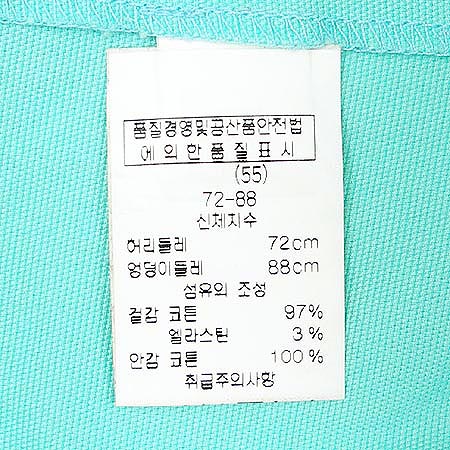 품질경영및공산품안전법
에 의한 품질 표시
(55)
72-88
신체치수
허리둘레 72cm
엉덩이둘레 88cm
섬유의 조성
겉감 코튼 97%
엘라스틴 3%
안감 코튼 100%
취급주의사항